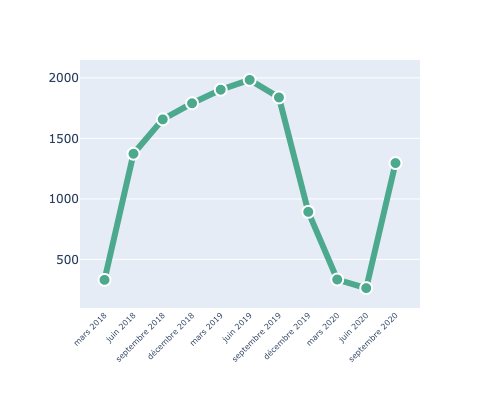 2000
1500
1000
500
mars 2018
juin 2018
septembre 2018
décembre 2018
mars 2019
juin 2019
septembre 2019
décembre 2019
mars 2020
juin 2020
septembre 2020